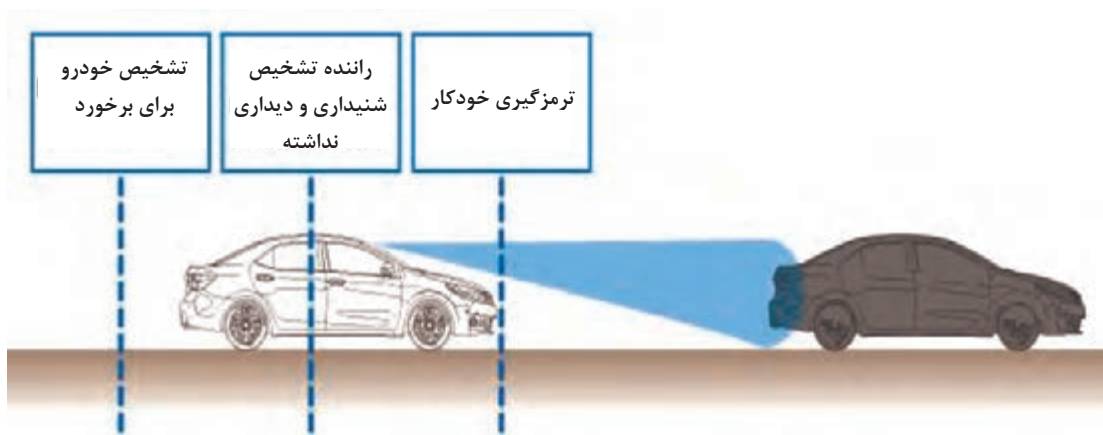 تشخیص خودرو
برای برخورد
راننده تشخیص
شنیداری و دیداری
نداشته
ترمزگیری خودکار